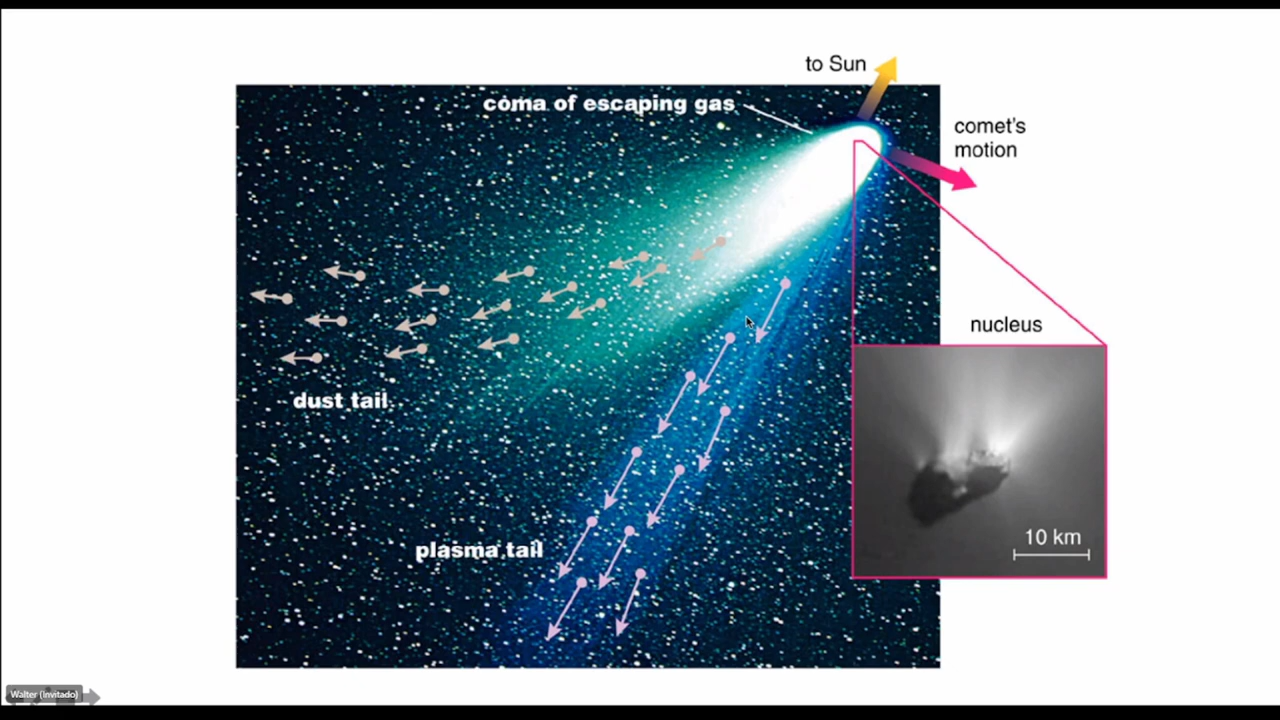 to Sun
coma of escaping gas
comet's
motion
nucleus
dust tail
10 km
plasma tail
Walter (Invitado)